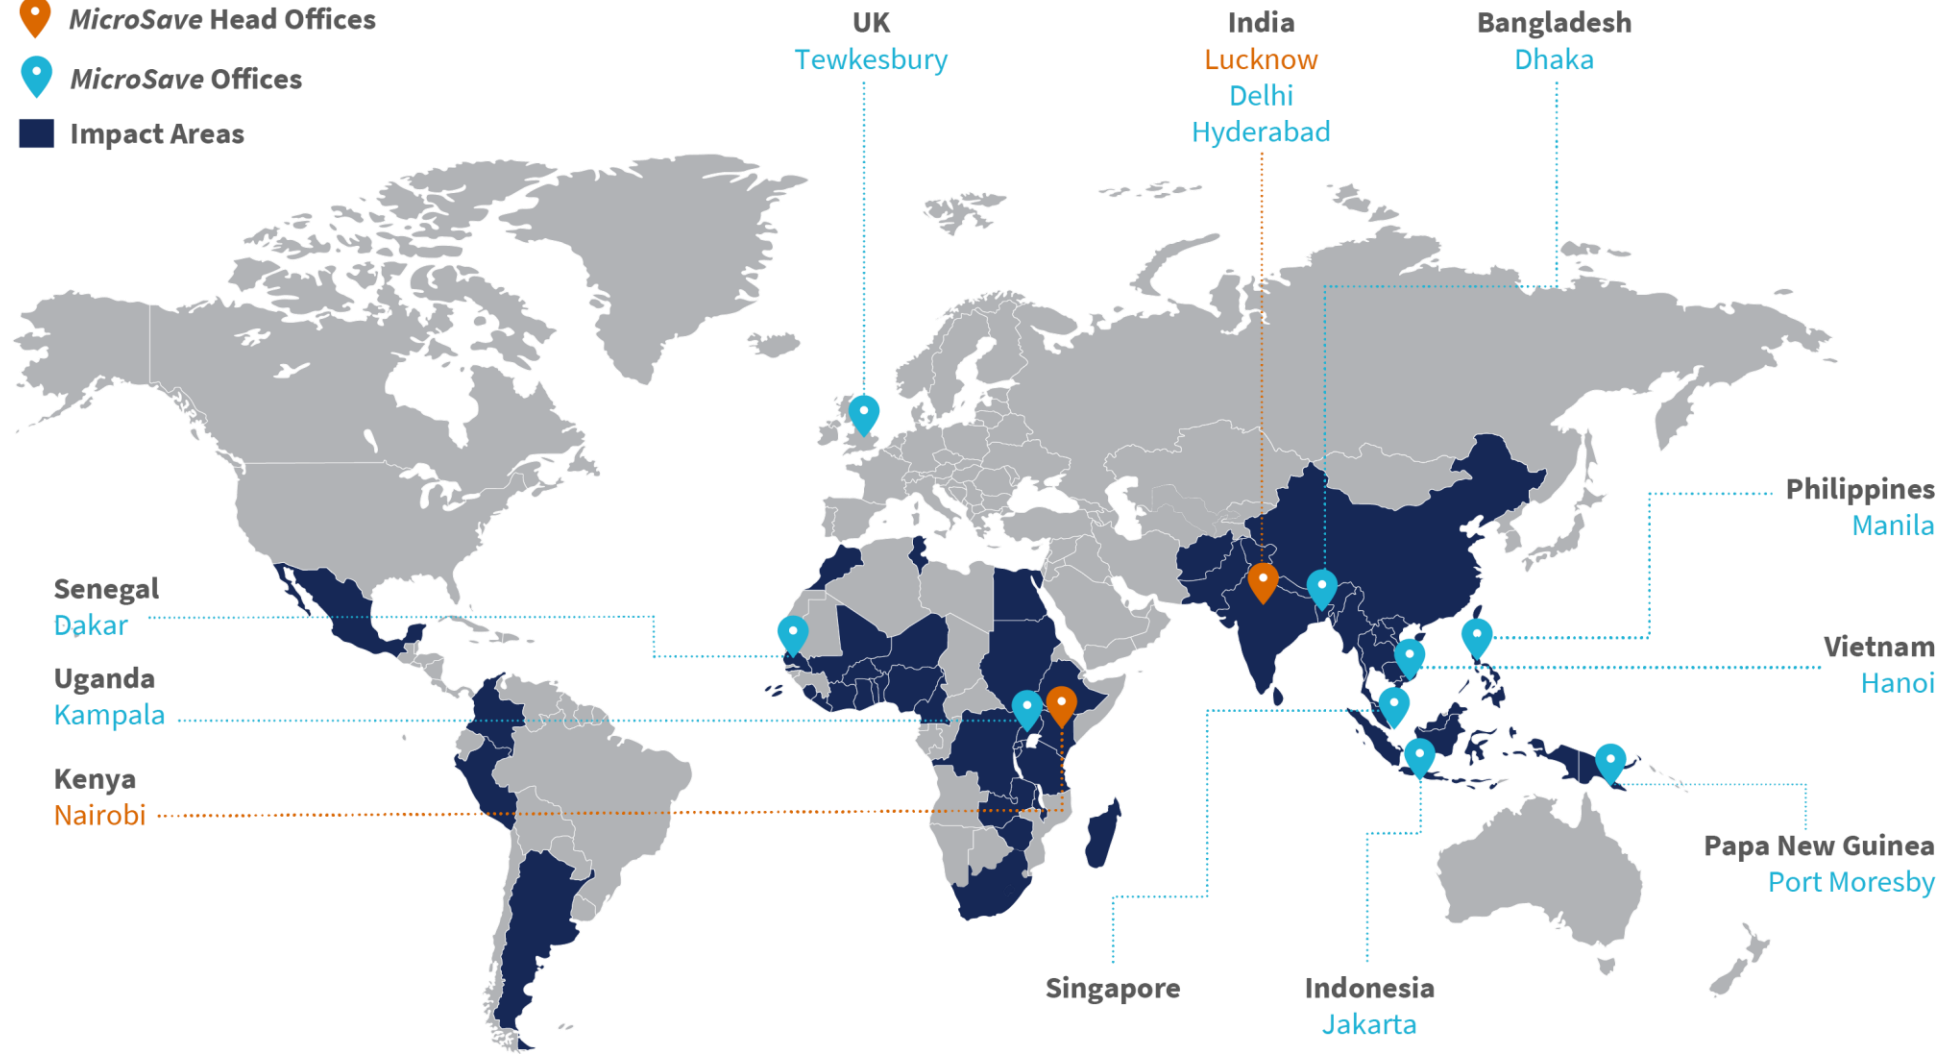 MicroSave Head Offices
MicroSave Offices
Impact Areas
UK
Tewkesbury
India
Lucknow
Delhi
Hyderabad
Bangladesh
Dhaka
Philippines
Manila
Vietnam
Hanoi
Papa New Guinea
Port Moresby
Senegal
Dakar
Uganda
Kampala
Kenya
Nairobi
Singapore
Indonesia
Jakarta